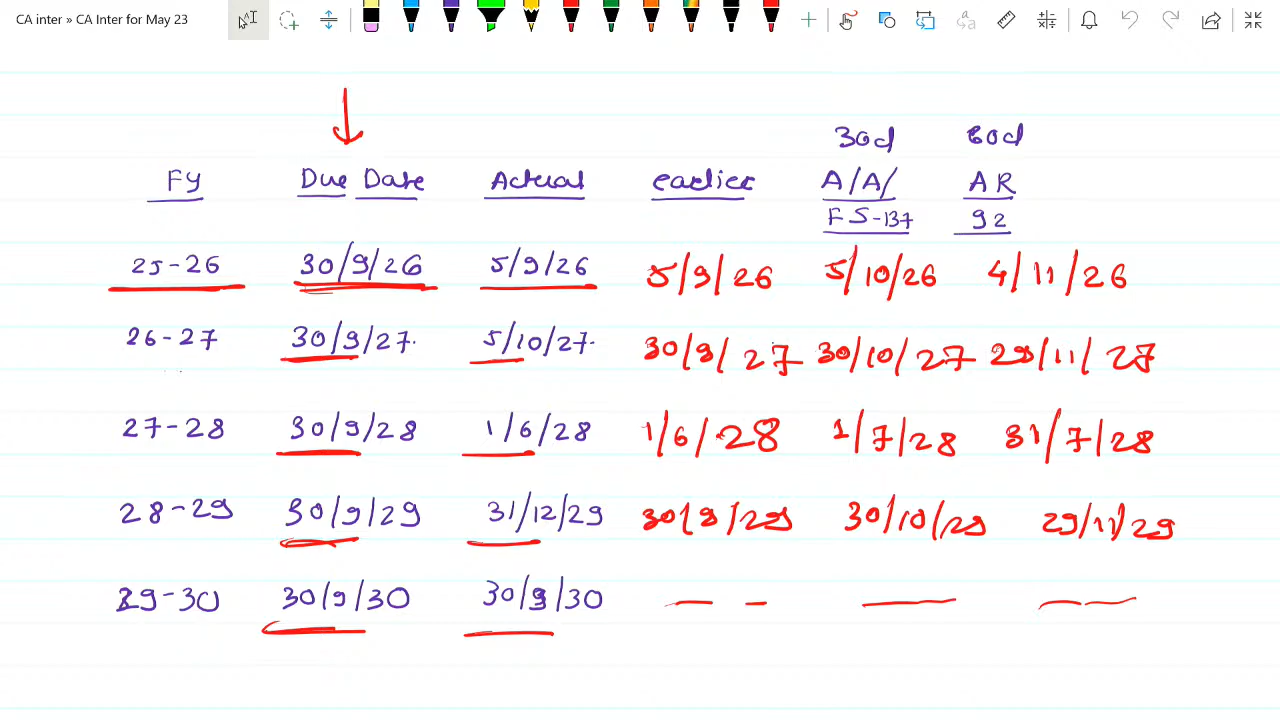 CA inter » CA Inter for May 23
30d 60d
FY Due Date Actual earlier A/A/ AR
FS-137 92
25-26 30/9/26 5/9/26 5/9/26 5/10/26 4/11/26
26-27 30/9/27 5/10/27 30/9/27 30/10/27 29/11/27
27-28 30/9/28 1/6/28 1/6/28 1/7/28 31/7/28
28-29 30/9/29 31/12/29 30/9/29 30/10/29 29/11/29
29-30 30/9/30 30/9/30